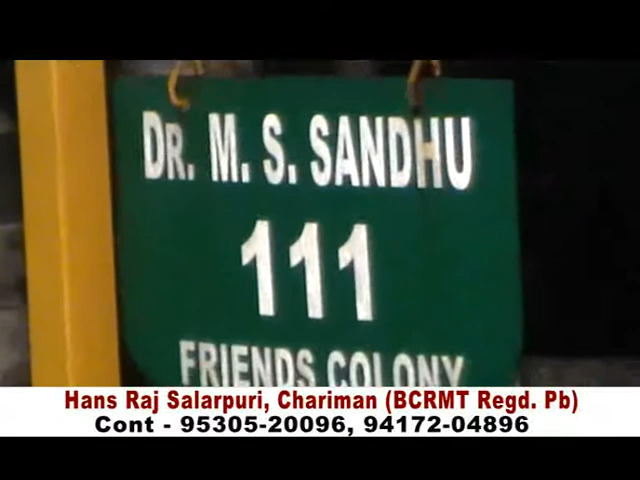 DR. M. S. SANDHU
111
FRIENDS COLONY
Hans Raj Salarpuri, Chariman (BCRMT Regd. Pb)
Cont - 95305-20096, 94172-04896